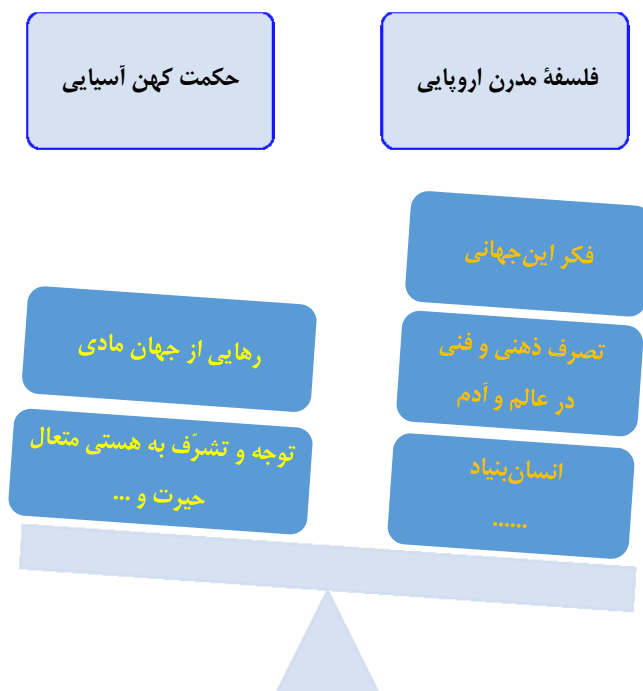 فلسفهٔ مدرن اروپایی
حکمت کهن آسیایی
فکر این‌جهانی
تصرف ذهنی و فنی
در عالم و آدم
انسان‌بنیاد
......
رهایی از جهان مادی
توجه و تشرّف به هستی متعال
حیرت و ...